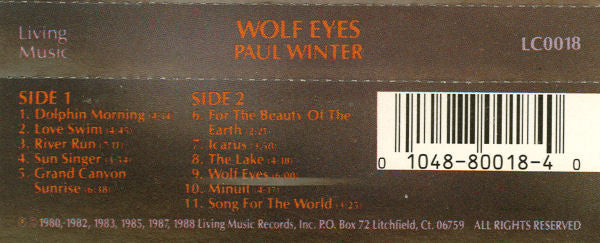 Living
Music
WOLF EYES
PAUL WINTER
LC0018
SIDE 1
1. Dolphin Morning
2. Love Swim (4:45)
3. River Run
4. Sun Singer
5. Grand Canyon
Sunrise (6:38)
SIDE 2
6. For The Beauty Of The
Earth (2:21)
7. Icarus
8. The Lake
9. Wolf Eyes (6:00)
10. Minuit
11. Song For The World
0 1048-80018-4 0
1980, 1982, 1983, 1985, 1987, 1988 Living Music Records, Inc. P.O. Box 72 Litchfield, Ct. 06759 ALL RIGHTS RESERVED